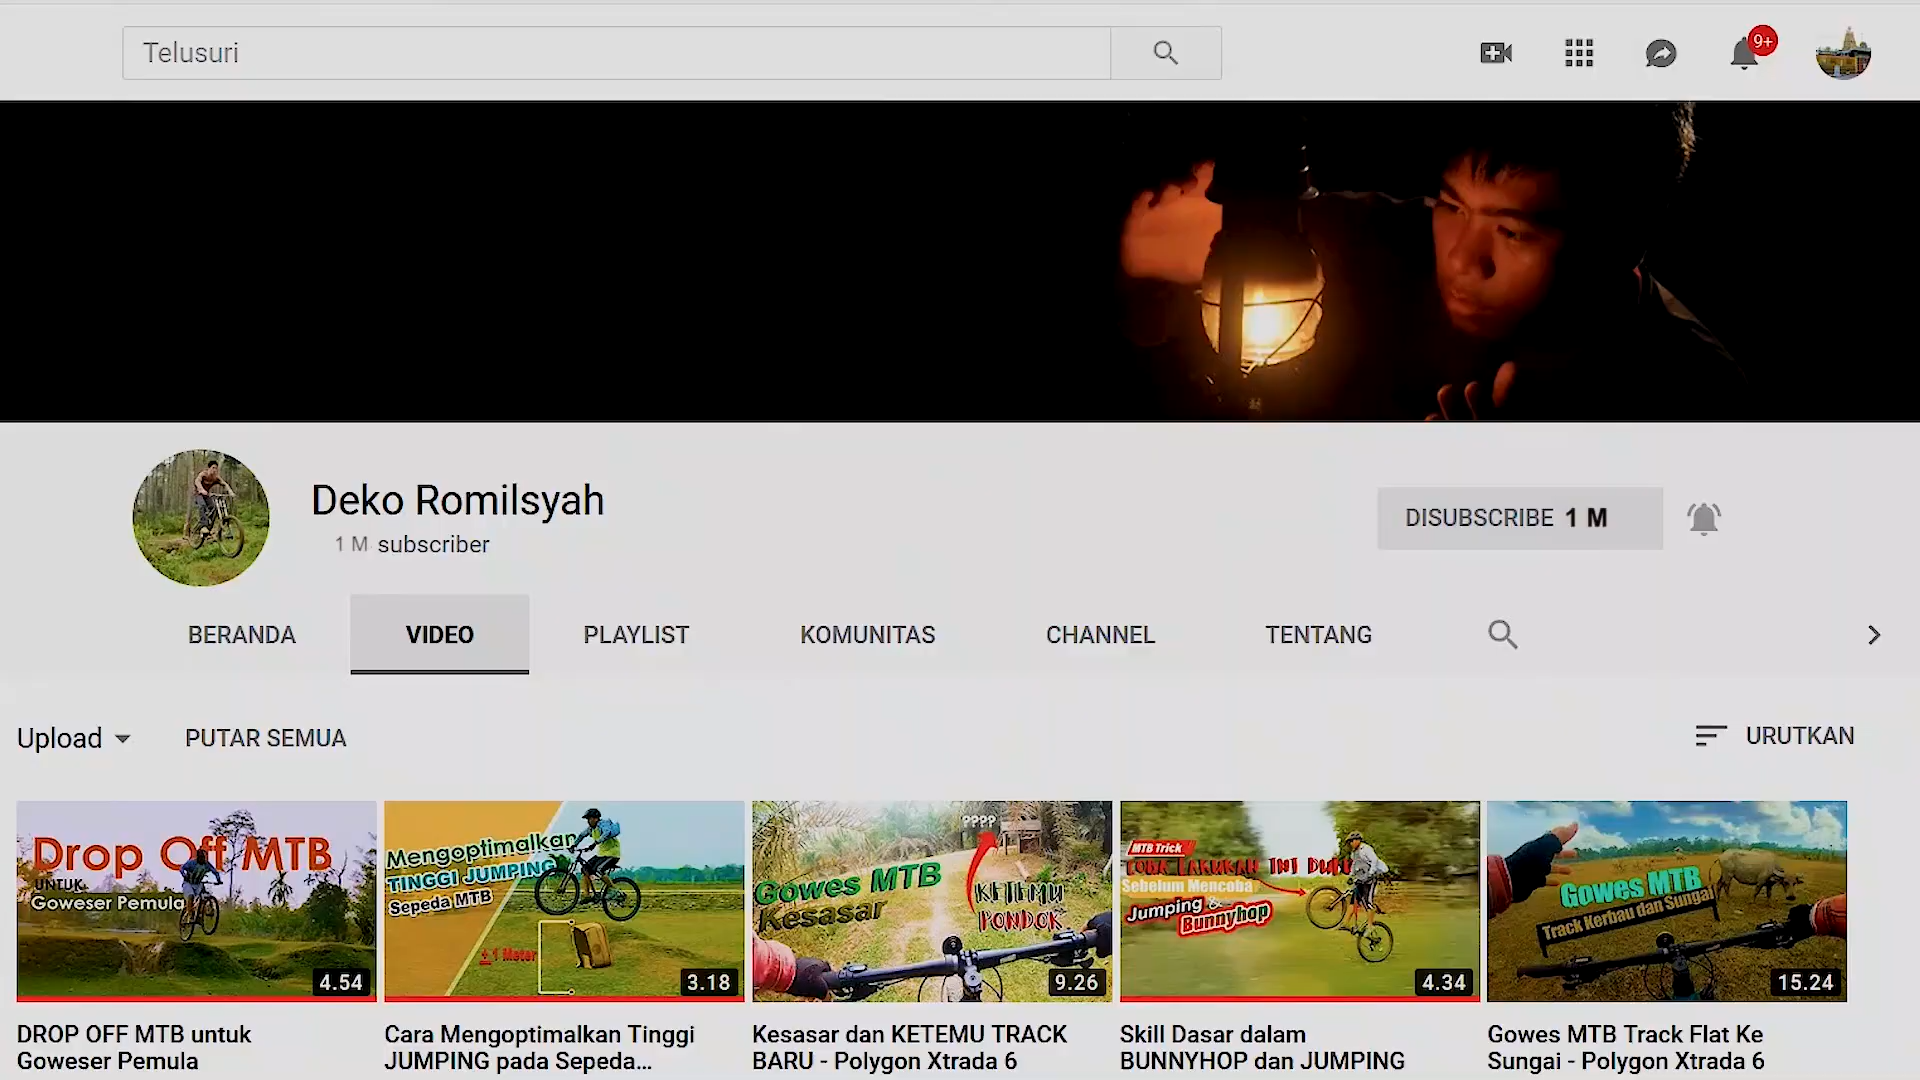 Telusuri
9+
Deko Romilsyah
1 M subscriber
DISUBSCRIBE 1 M
BERANDA VIDEO PLAYLIST KOMUNITAS CHANNEL TENTANG
Upload PUTAR SEMUA URUTKAN
Drop Off MTB
UNTUK
Goweser Pemula
4.54
Mengoptimalkan
TINGGI JUMPING
Sepeda MTB
± 1 Meter
3.18
????
Gowes MTB
Kesasar
KETEMU
PONDOK
9.26
MTB Trick
COBA LAKUKAN INI DULU
Sebelum Mencoba
Jumping &
Bunnyhop
4.34
Gowes MTB
Track Kerbau dan Sungai
15.24
DROP OFF MTB untuk
Goweser Pemula
Cara Mengoptimalkan Tinggi
JUMPING pada Sepeda...
Kesasar dan KETEMU TRACK
BARU - Polygon Xtrada 6
Skill Dasar dalam
BUNNYHOP dan JUMPING
Gowes MTB Track Flat Ke
Sungai - Polygon Xtrada 6